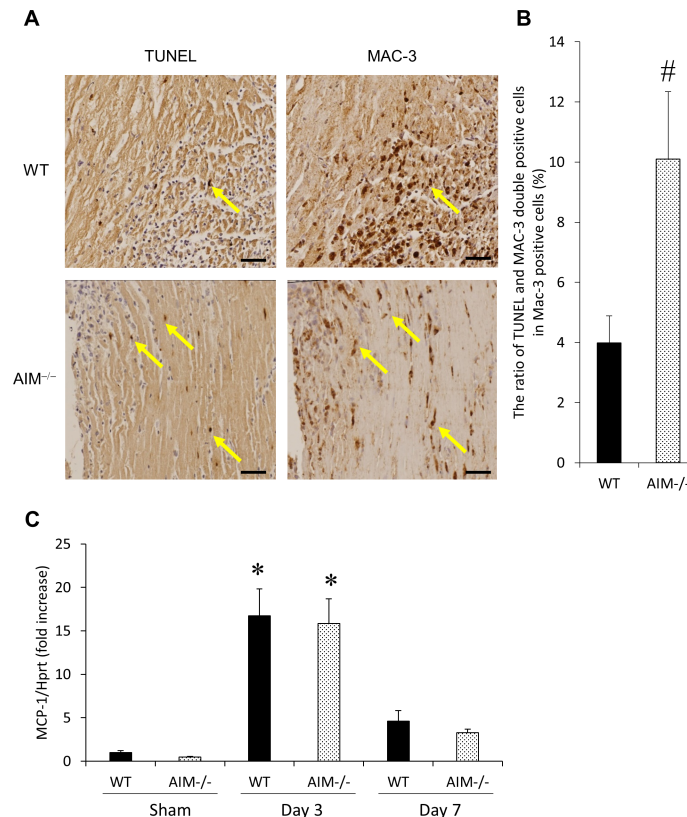 A
TUNEL
MAC-3
WT
AIM−/−
B
The ratio of TUNEL and MAC-3 double positive cells
in Mac-3 positive cells (%)
14
12
10
8
6
4
2
0
#
WT
AIM-/-
C
MCP-1/Hprt (fold increase)
25
20
15
10
5
0
*
*
WT
AIM-/-
WT
AIM-/-
WT
AIM-/-
Sham
Day 3
Day 7